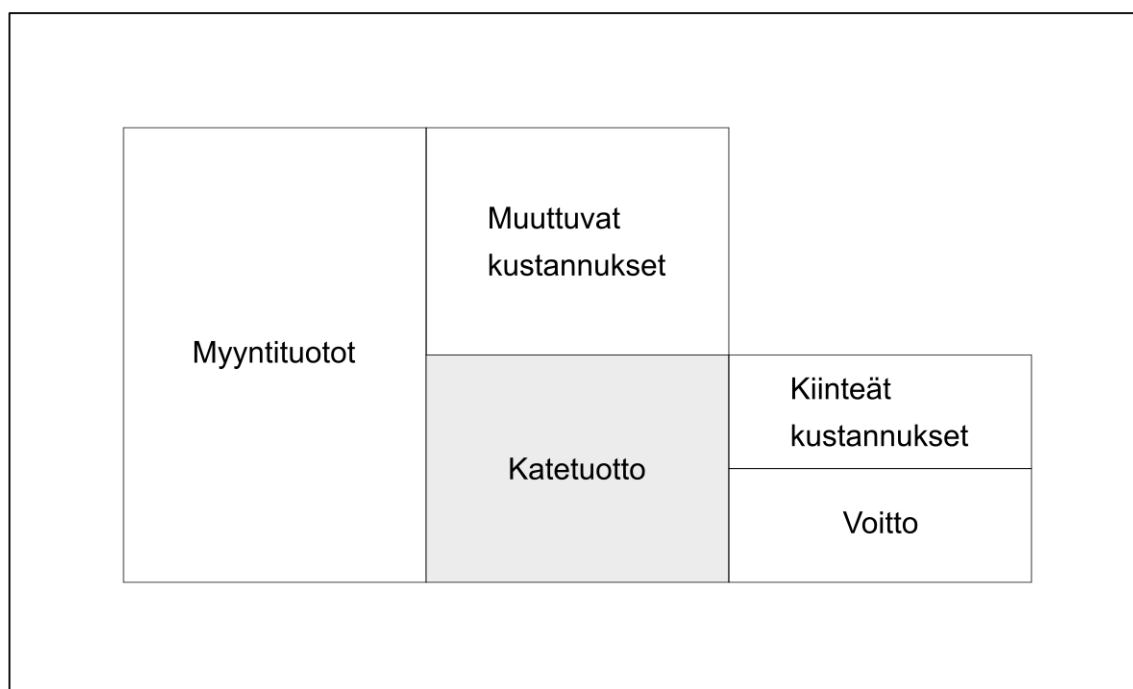 Muuttuvat
kustannukset
Myyntituotot
Kiinteät
kustannukset
Katetuotto
Voitto